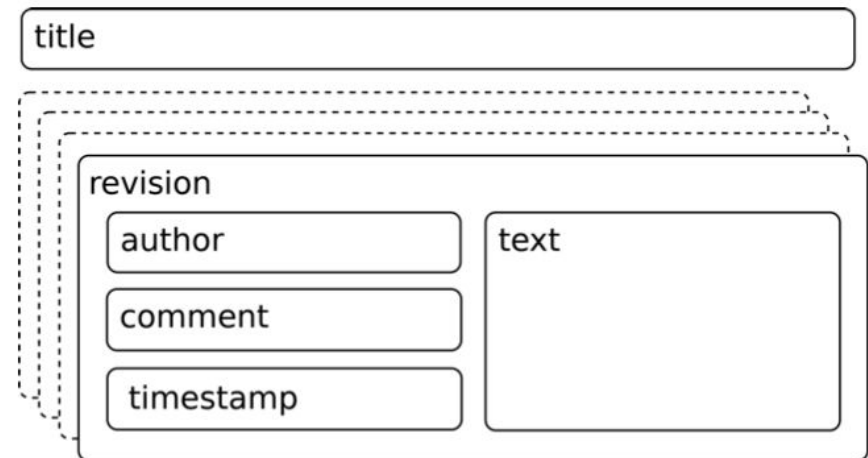 title
revision
author
comment
timestamp
text